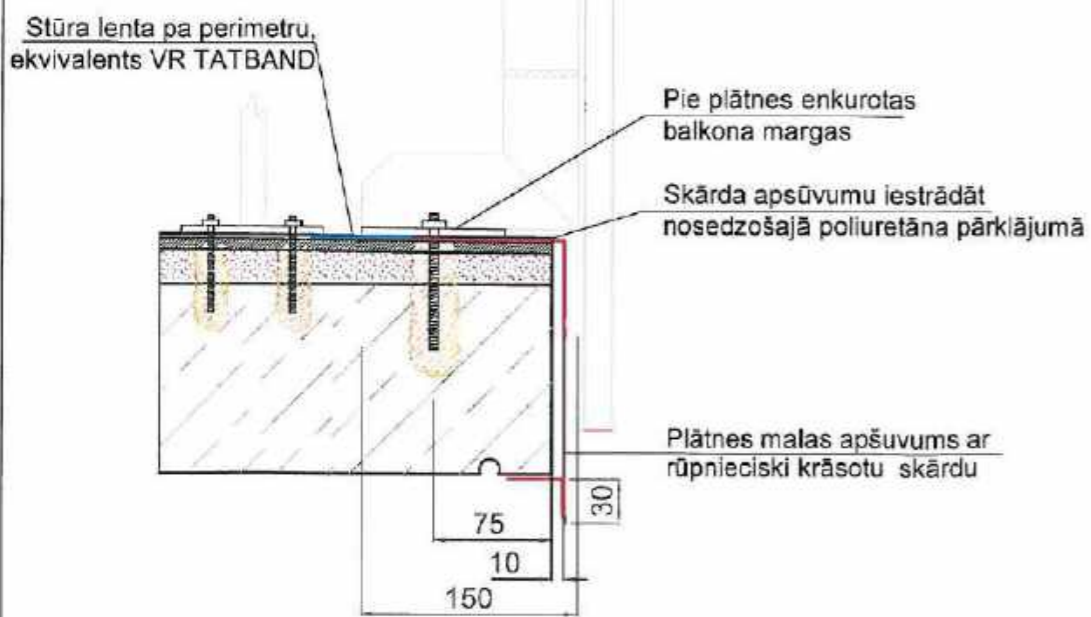 Stūra lenta pa perimetru,
ekvivalents VR TATBAND
Pie plātnes enkurotas
balkona margas
Skārda apšūvumu iestrādāt
nosedzošajā poliuretāna pārklājumā
Plātnes malas apšuvums ar
rūpnieciski krāsotu skārdu
30
75
10
150